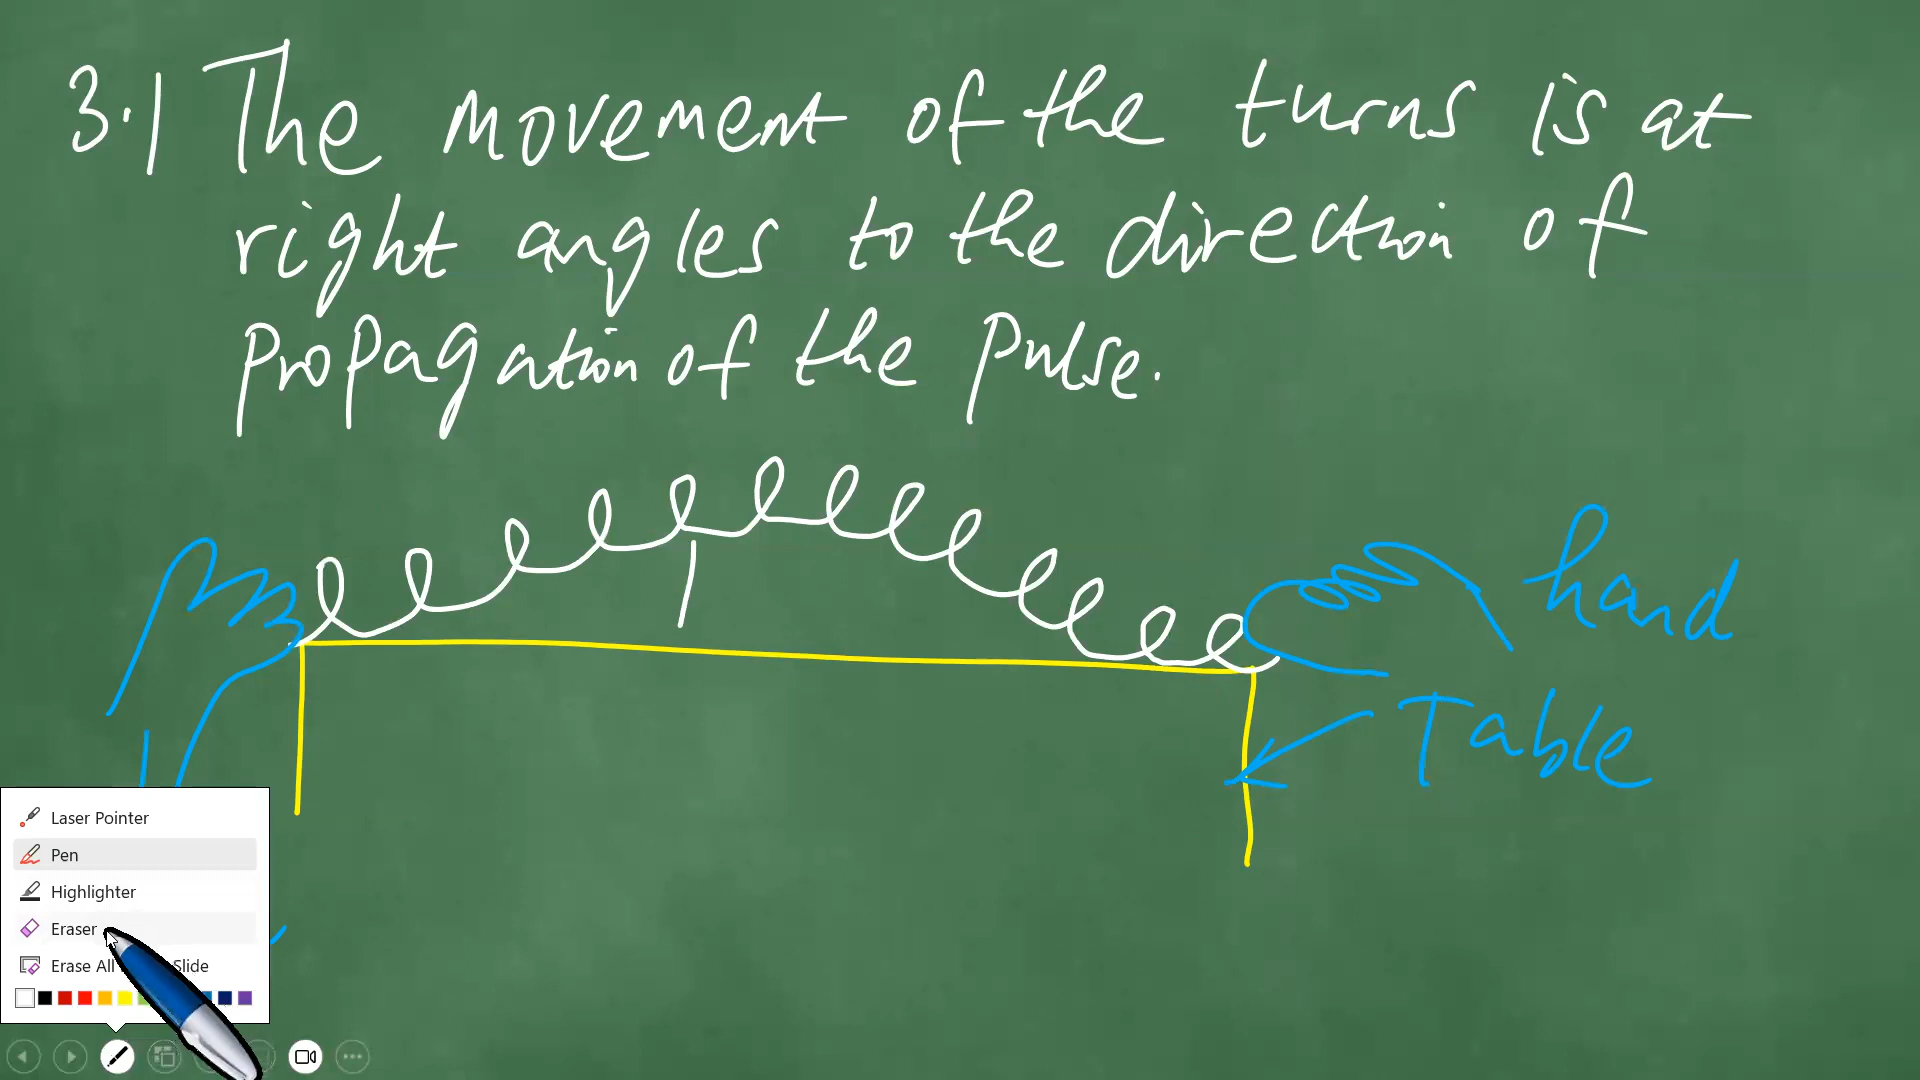 3.1 The movement of the turns is at
right angles to the direction of
propagation of the pulse.
hand
Table
Laser Pointer
Pen
Highlighter
Eraser
Erase All Slide